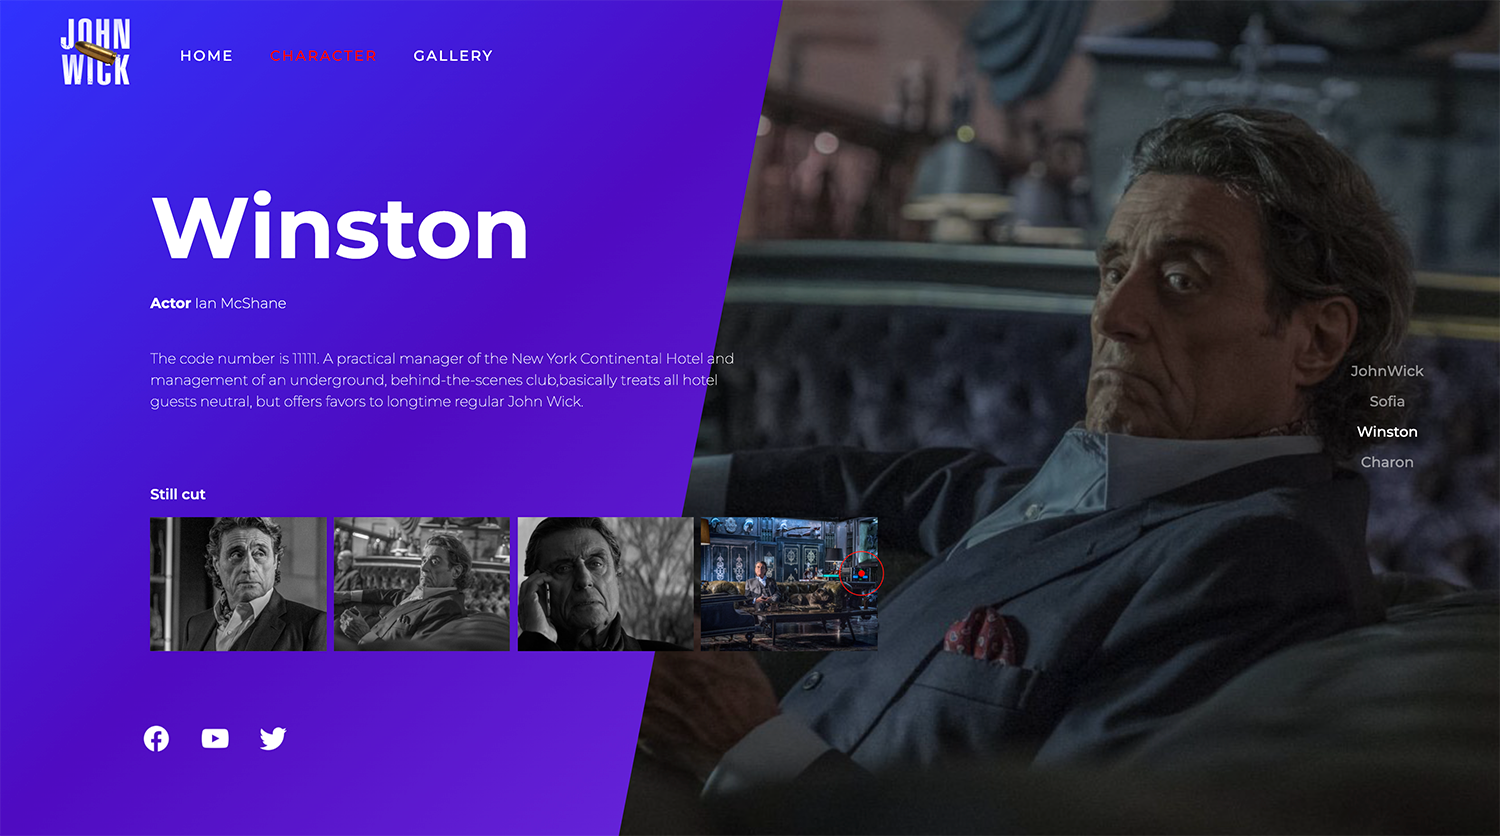 JOHN
WICK
HOME CHARACTER GALLERY
Winston
Actor Ian McShane
The code number is 11111. A practical manager of the New York Continental Hotel and
management of an underground, behind-the-scenes club,basically treats all hotel
guests neutral, but offers favors to longtime regular John Wick.
JohnWick
Sofia
Winston
Charon
Still cut